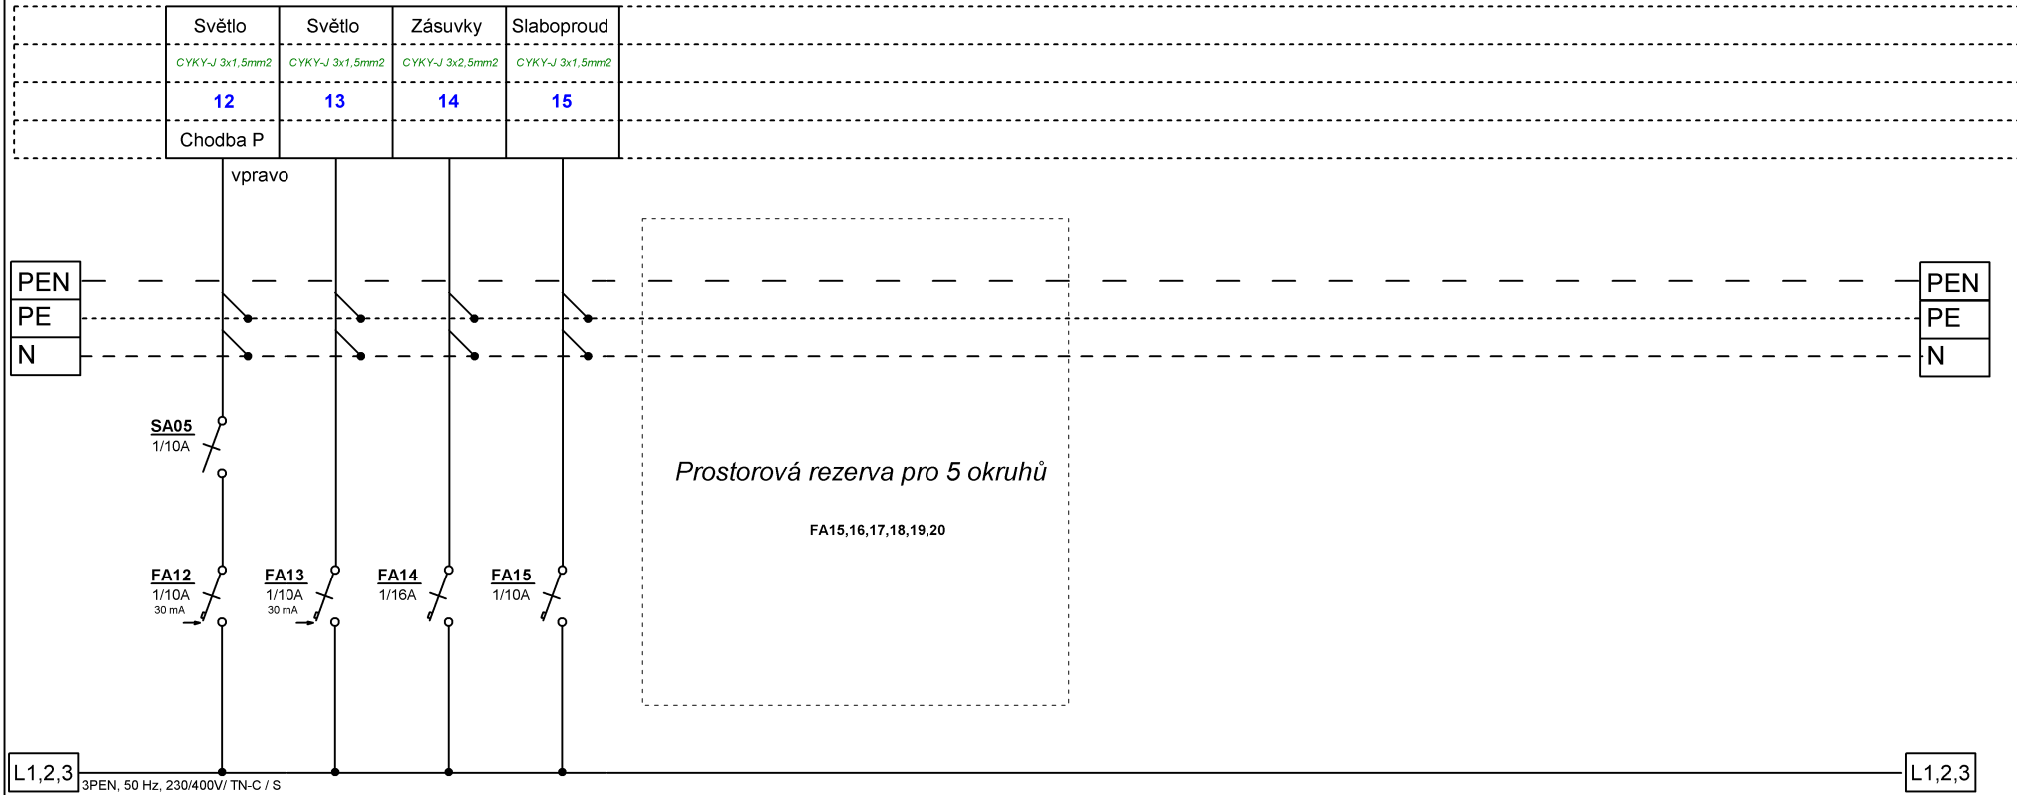 Světlo Světlo Zásuvky Slaboproud
CYKY-J 3x1,5mm2 CYKY-J 3x1,5mm2 CYKY-J 3x2,5mm2 CYKY-J 3x1,5mm2
12 13 14 15
Chodba P
vpravo
PEN PEN
PE PE
N N
SA05
1/10A
Prostorová rezerva pro 5 okruhů
FA15,16,17,18,19,20
FA12 FA13 FA14 FA15
1/10A 1/10A 1/16A 1/10A
30 mA 30 mA
L1,2,3 L1,2,3
3PEN, 50 Hz, 230/400V/ TN-C / S